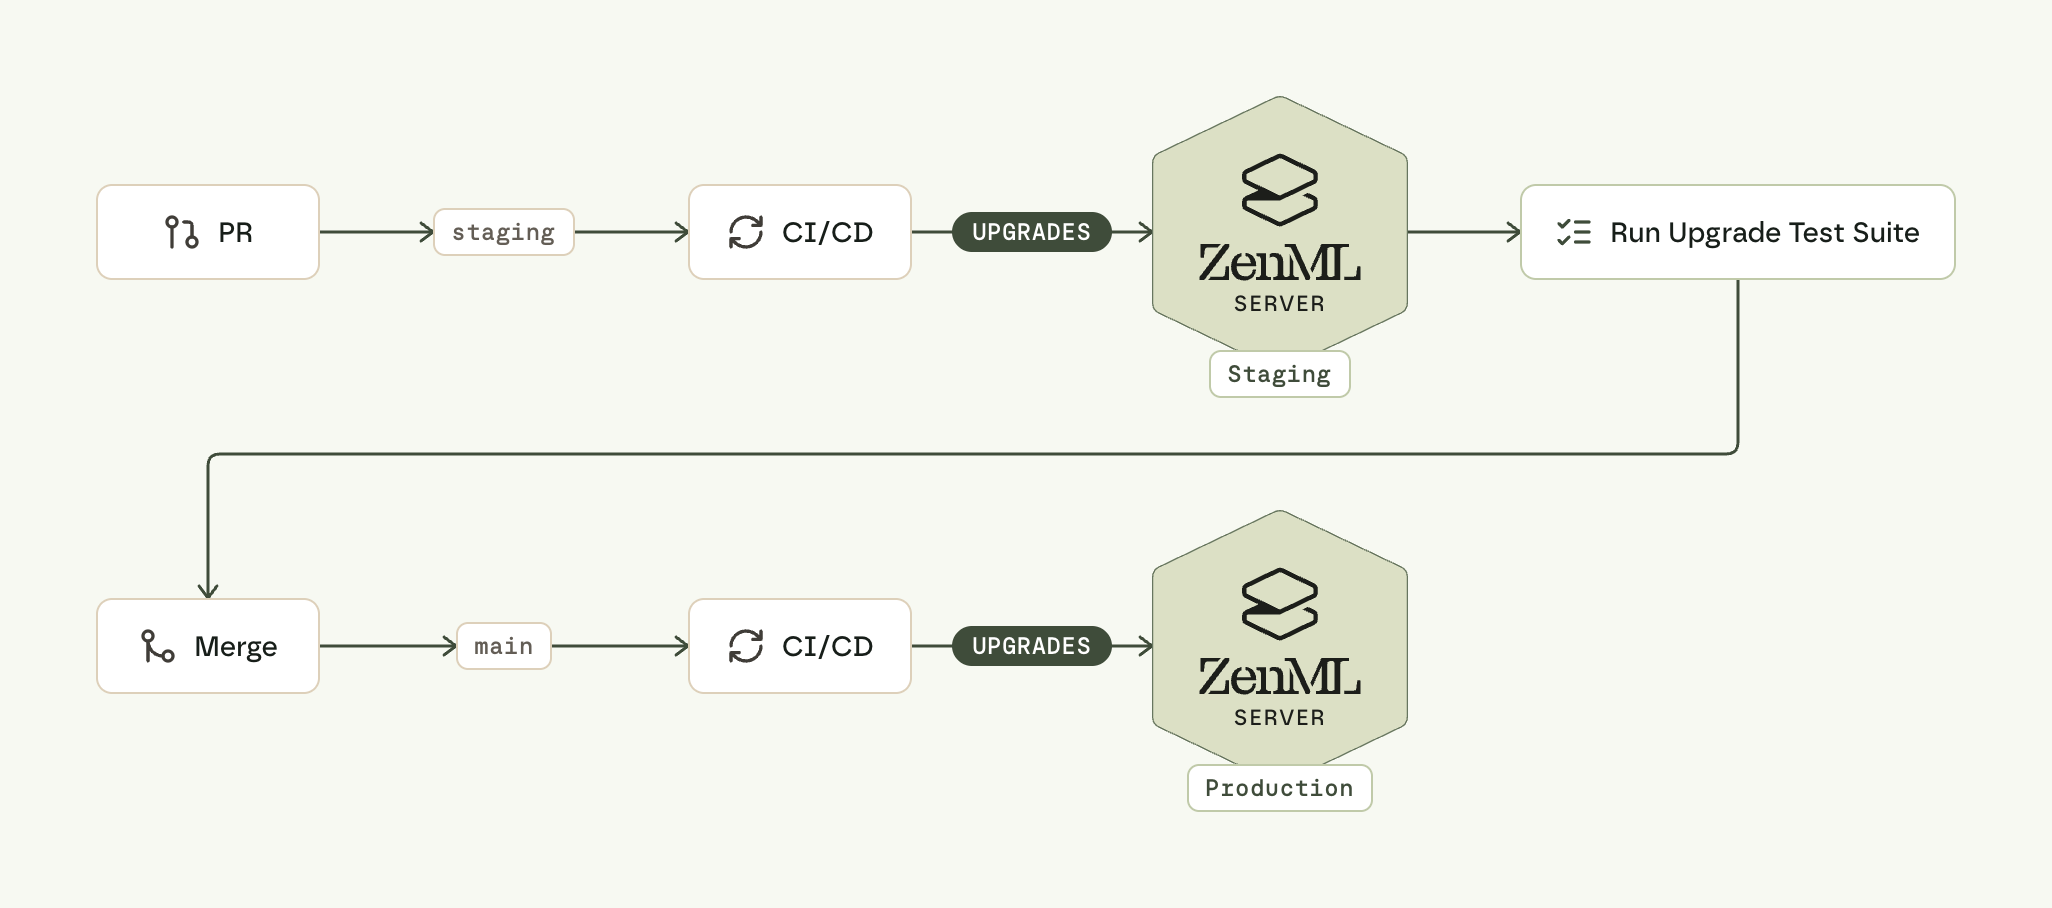 PR
staging
CI/CD
UPGRADES
ZenML
SERVER
Staging
Run Upgrade Test Suite
Merge
main
CI/CD
UPGRADES
ZenML
SERVER
Production